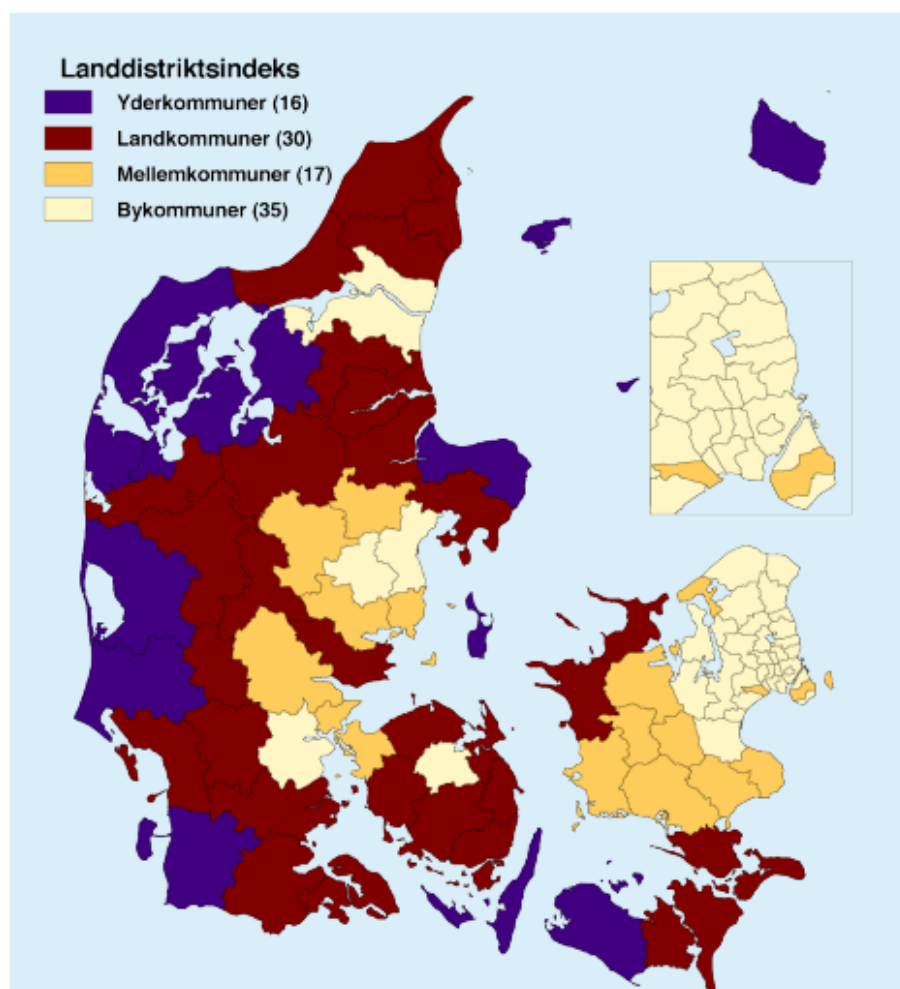 Landdistriktsindeks
Yderkommuner (16)
Landkommuner (30)
Mellemkommuner (17)
Bykommuner (35)